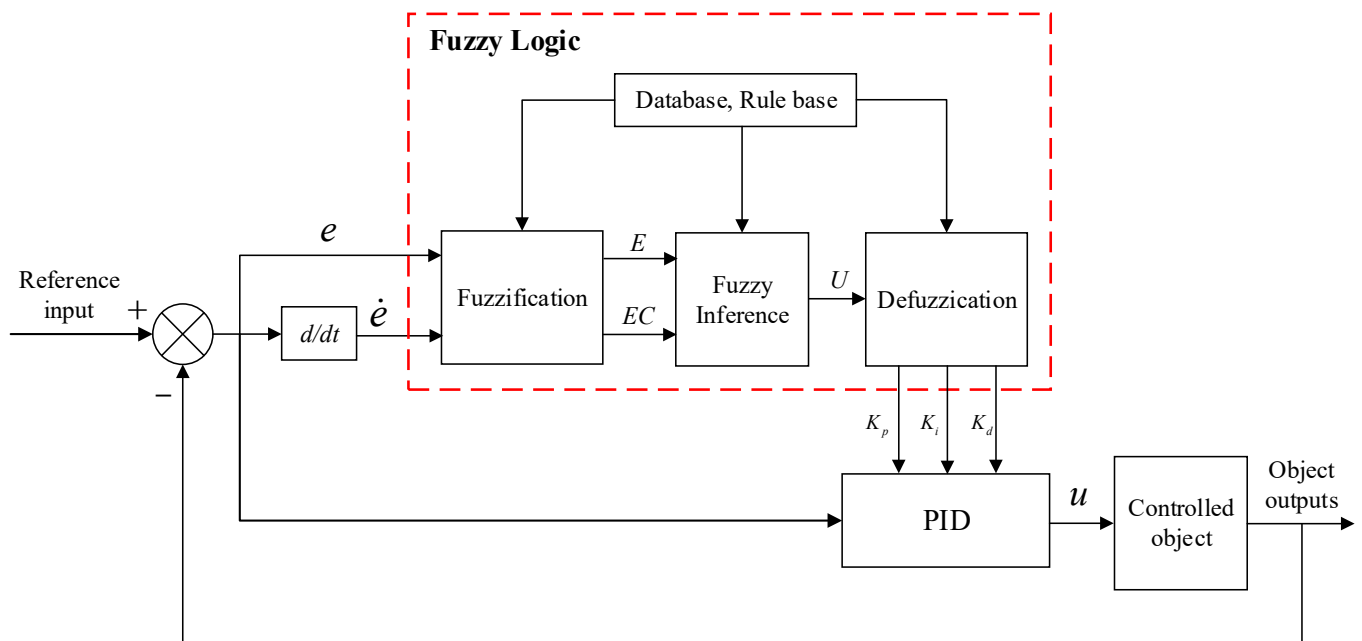 Fuzzy Logic
Database, Rule base
e
E
Reference
input
+
Fuzzification
Fuzzy
Inference
U
Defuzzication
d/dt
ė
EC
−
K_p
K_i
K_d
PID
u
Controlled
object
Object
outputs